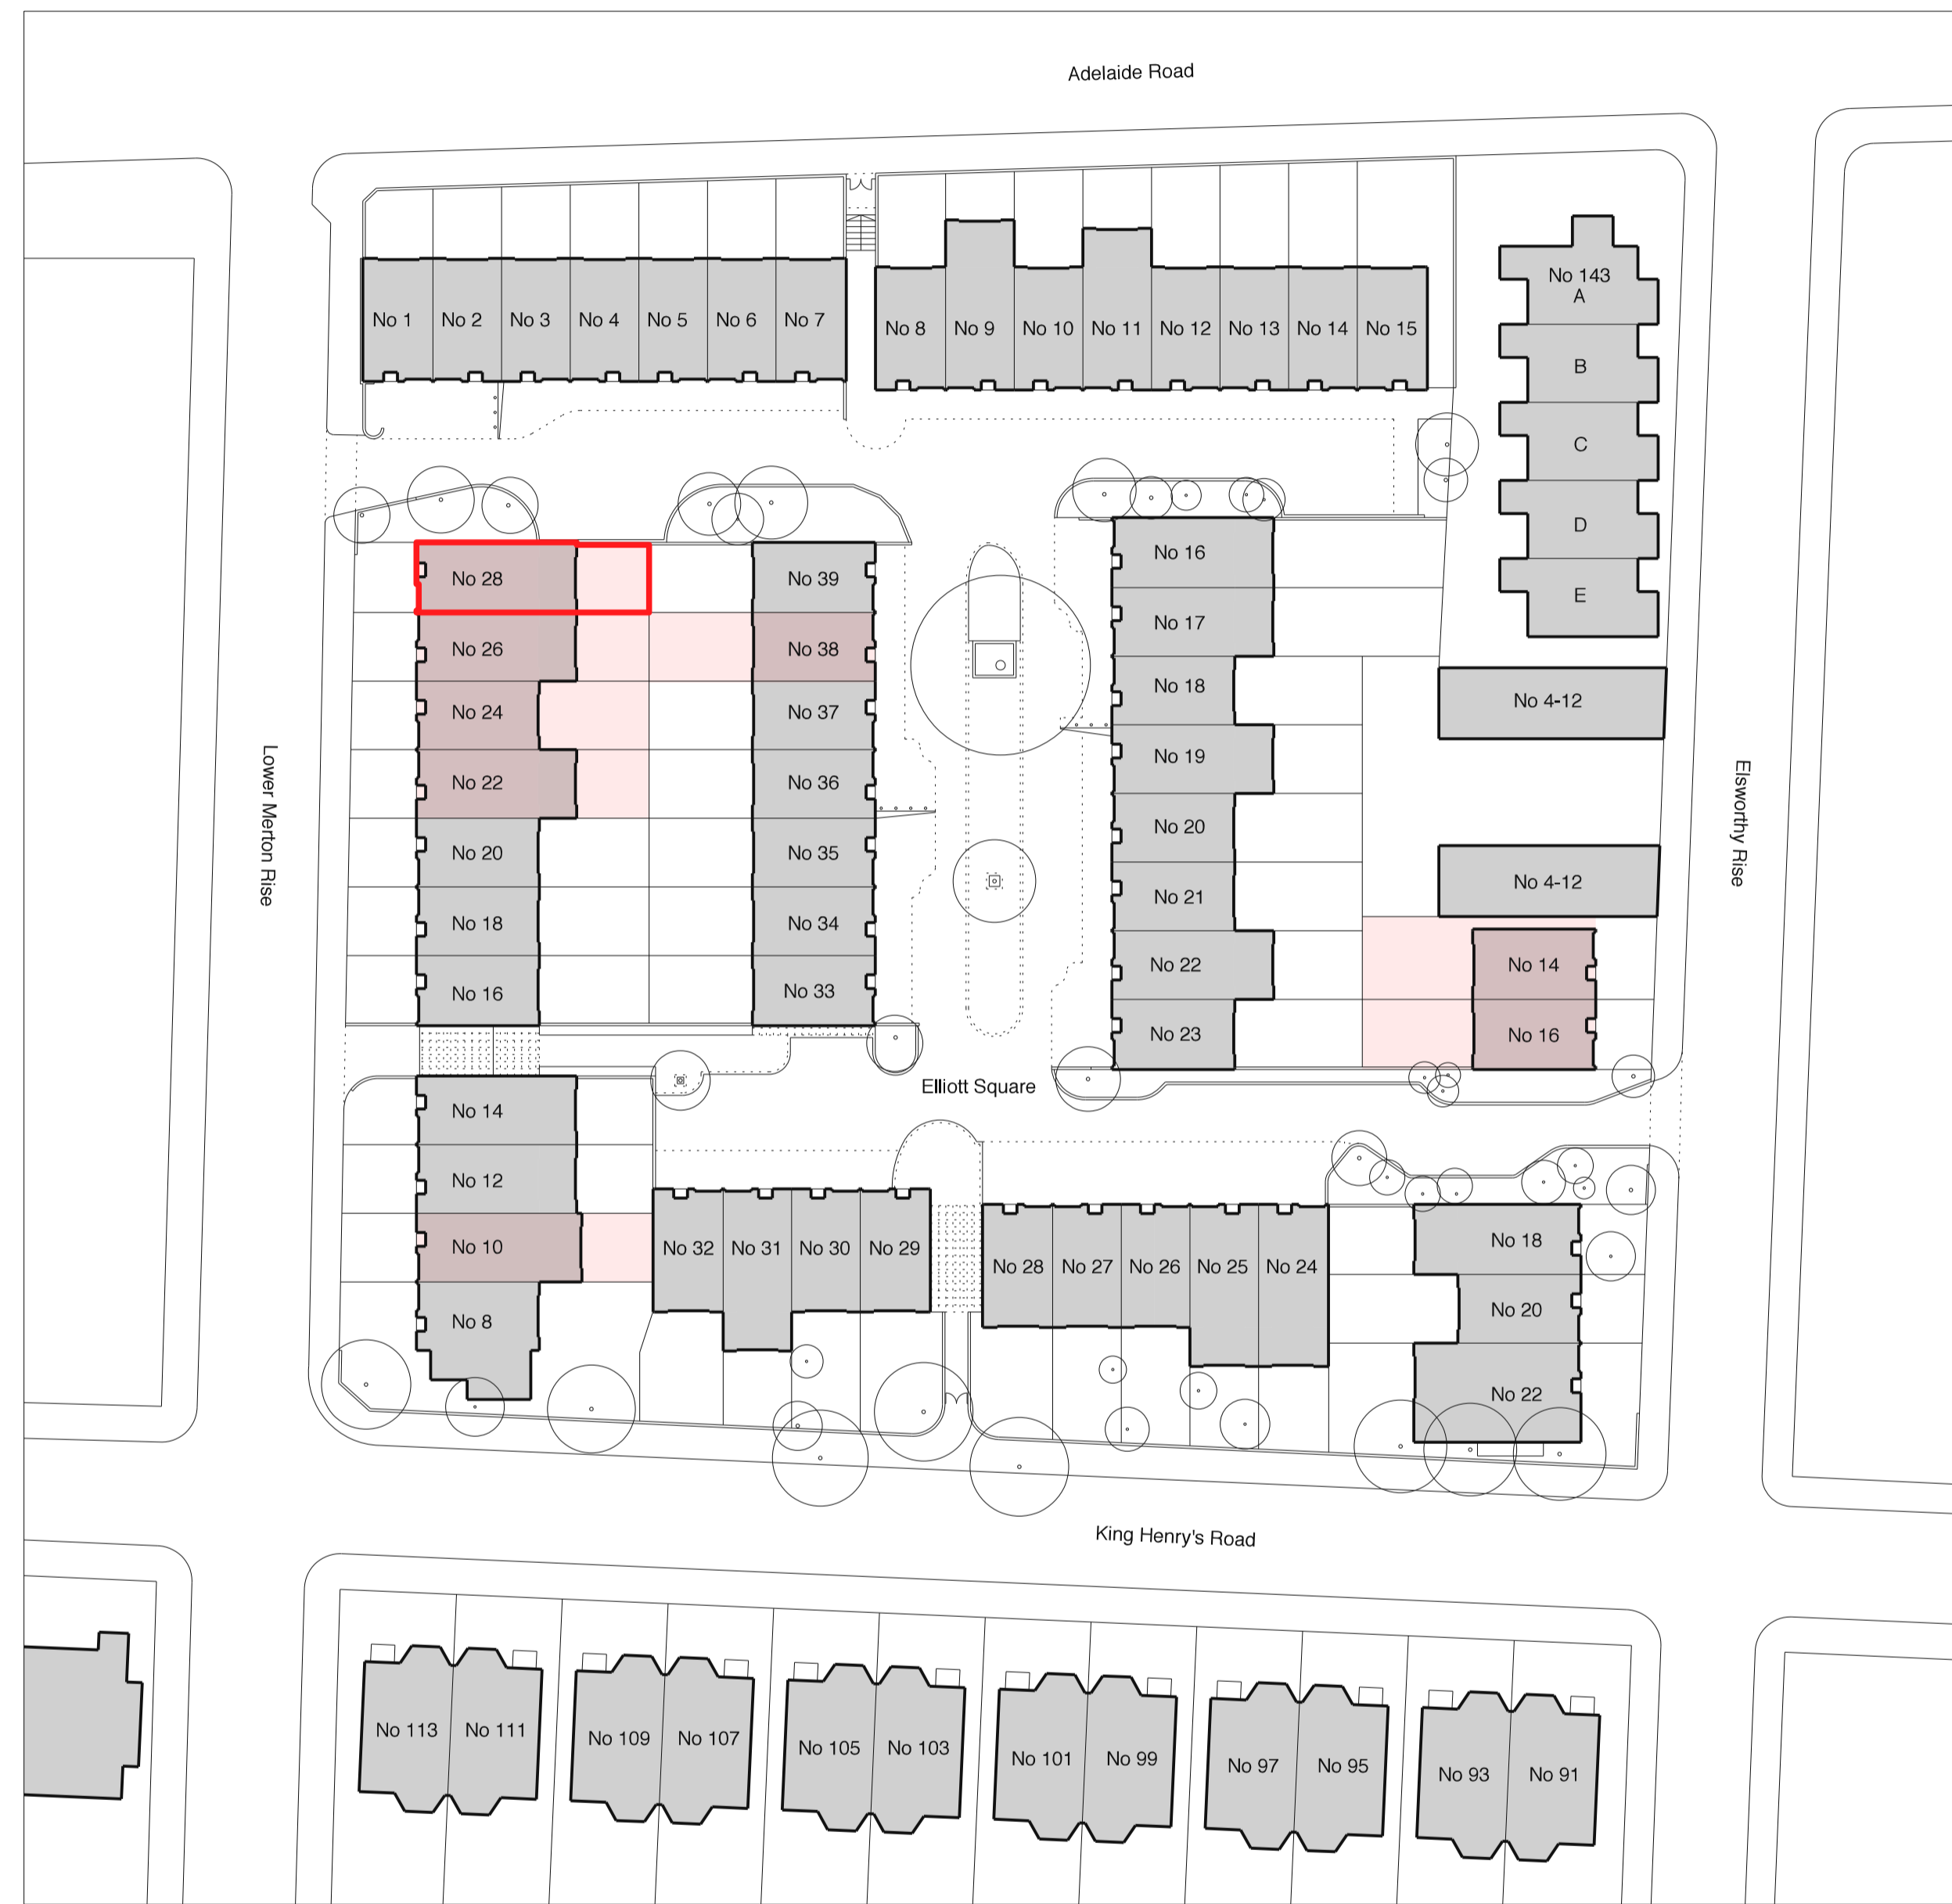 Adelaide Road
No 1 No 2 No 3 No 4 No 5 No 6 No 7
No 8 No 9 No 10 No 11 No 12 No 13 No 14 No 15
No 143
A
B
C
D
E
No 28
No 26
No 24
No 22
No 20
No 18
No 16
No 39
No 38
No 37
No 36
No 35
No 34
No 33
No 16
No 17
No 18
No 19
No 20
No 21
No 22
No 23
No 4-12
No 4-12
No 14
No 16
Lower Merton Rise
Elsworthy Rise
Elliott Square
No 14
No 12
No 10
No 8
No 32 No 31 No 30 No 29
No 28 No 27 No 26 No 25 No 24
No 18
No 20
No 22
King Henry's Road
No 113 No 111 No 109 No 107 No 105 No 103 No 101 No 99 No 97 No 95 No 93 No 91